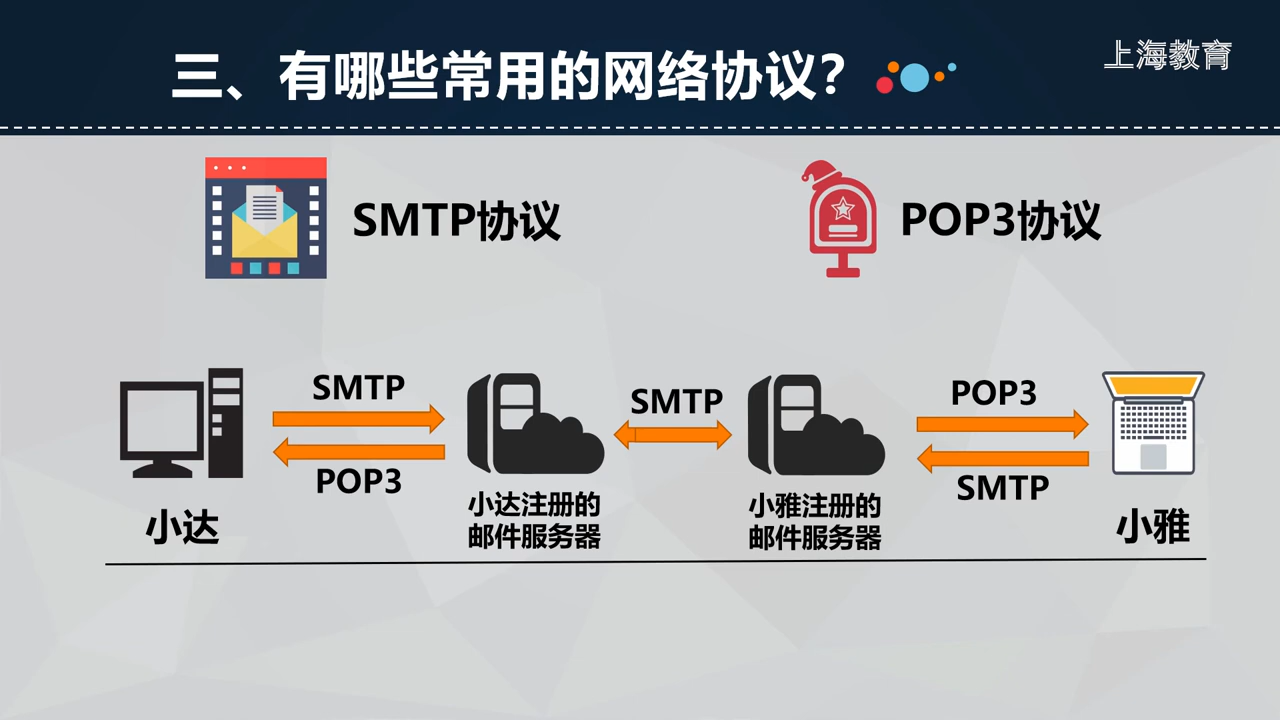 三、有哪些常用的网络协议?
上海教育
SMTP协议
POP3协议
SMTP
POP3
SMTP
POP3
SMTP
小达
小达注册的
邮件服务器
小雅注册的
邮件服务器
小雅